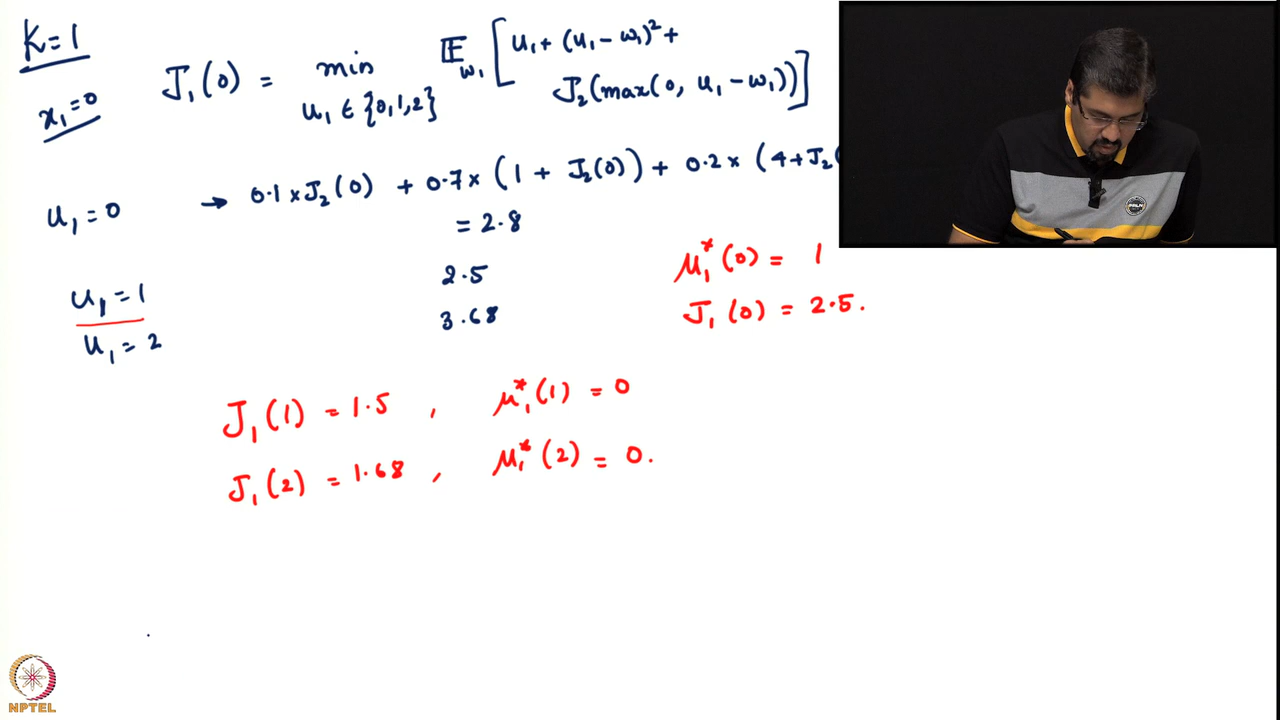 K=1
x₁=0
J₁(0) = min E_w₁ [ u₁ + (u₁ - w₁)² +
u₁ ∈ {0,1,2} J₂(max(0, u₁ - w₁)) ]
u₁ = 0 → 0.1 × J₂(0) + 0.7 × (1 + J₂(0)) + 0.2 × (4 + J₂(
= 2.8
u₁ = 1 2.5
u₁ = 2 3.68
μ₁*(0) = 1
J₁(0) = 2.5.
J₁(1) = 1.5 , μ₁*(1) = 0
J₁(2) = 1.68 , μ₁*(2) = 0.
NPTEL